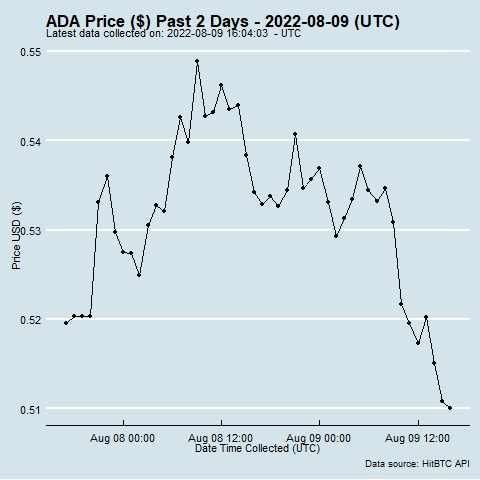 ADA Price ($) Past 2 Days - 2022-08-09 (UTC)
Latest data collected on: 2022-08-09 16:04:03 - UTC
0.55
0.54
0.53
0.52
0.51
Price USD ($)
Aug 08 00:00 Aug 08 12:00 Aug 09 00:00 Aug 09 12:00
Date Time Collected (UTC)
Data source: HitBTC API